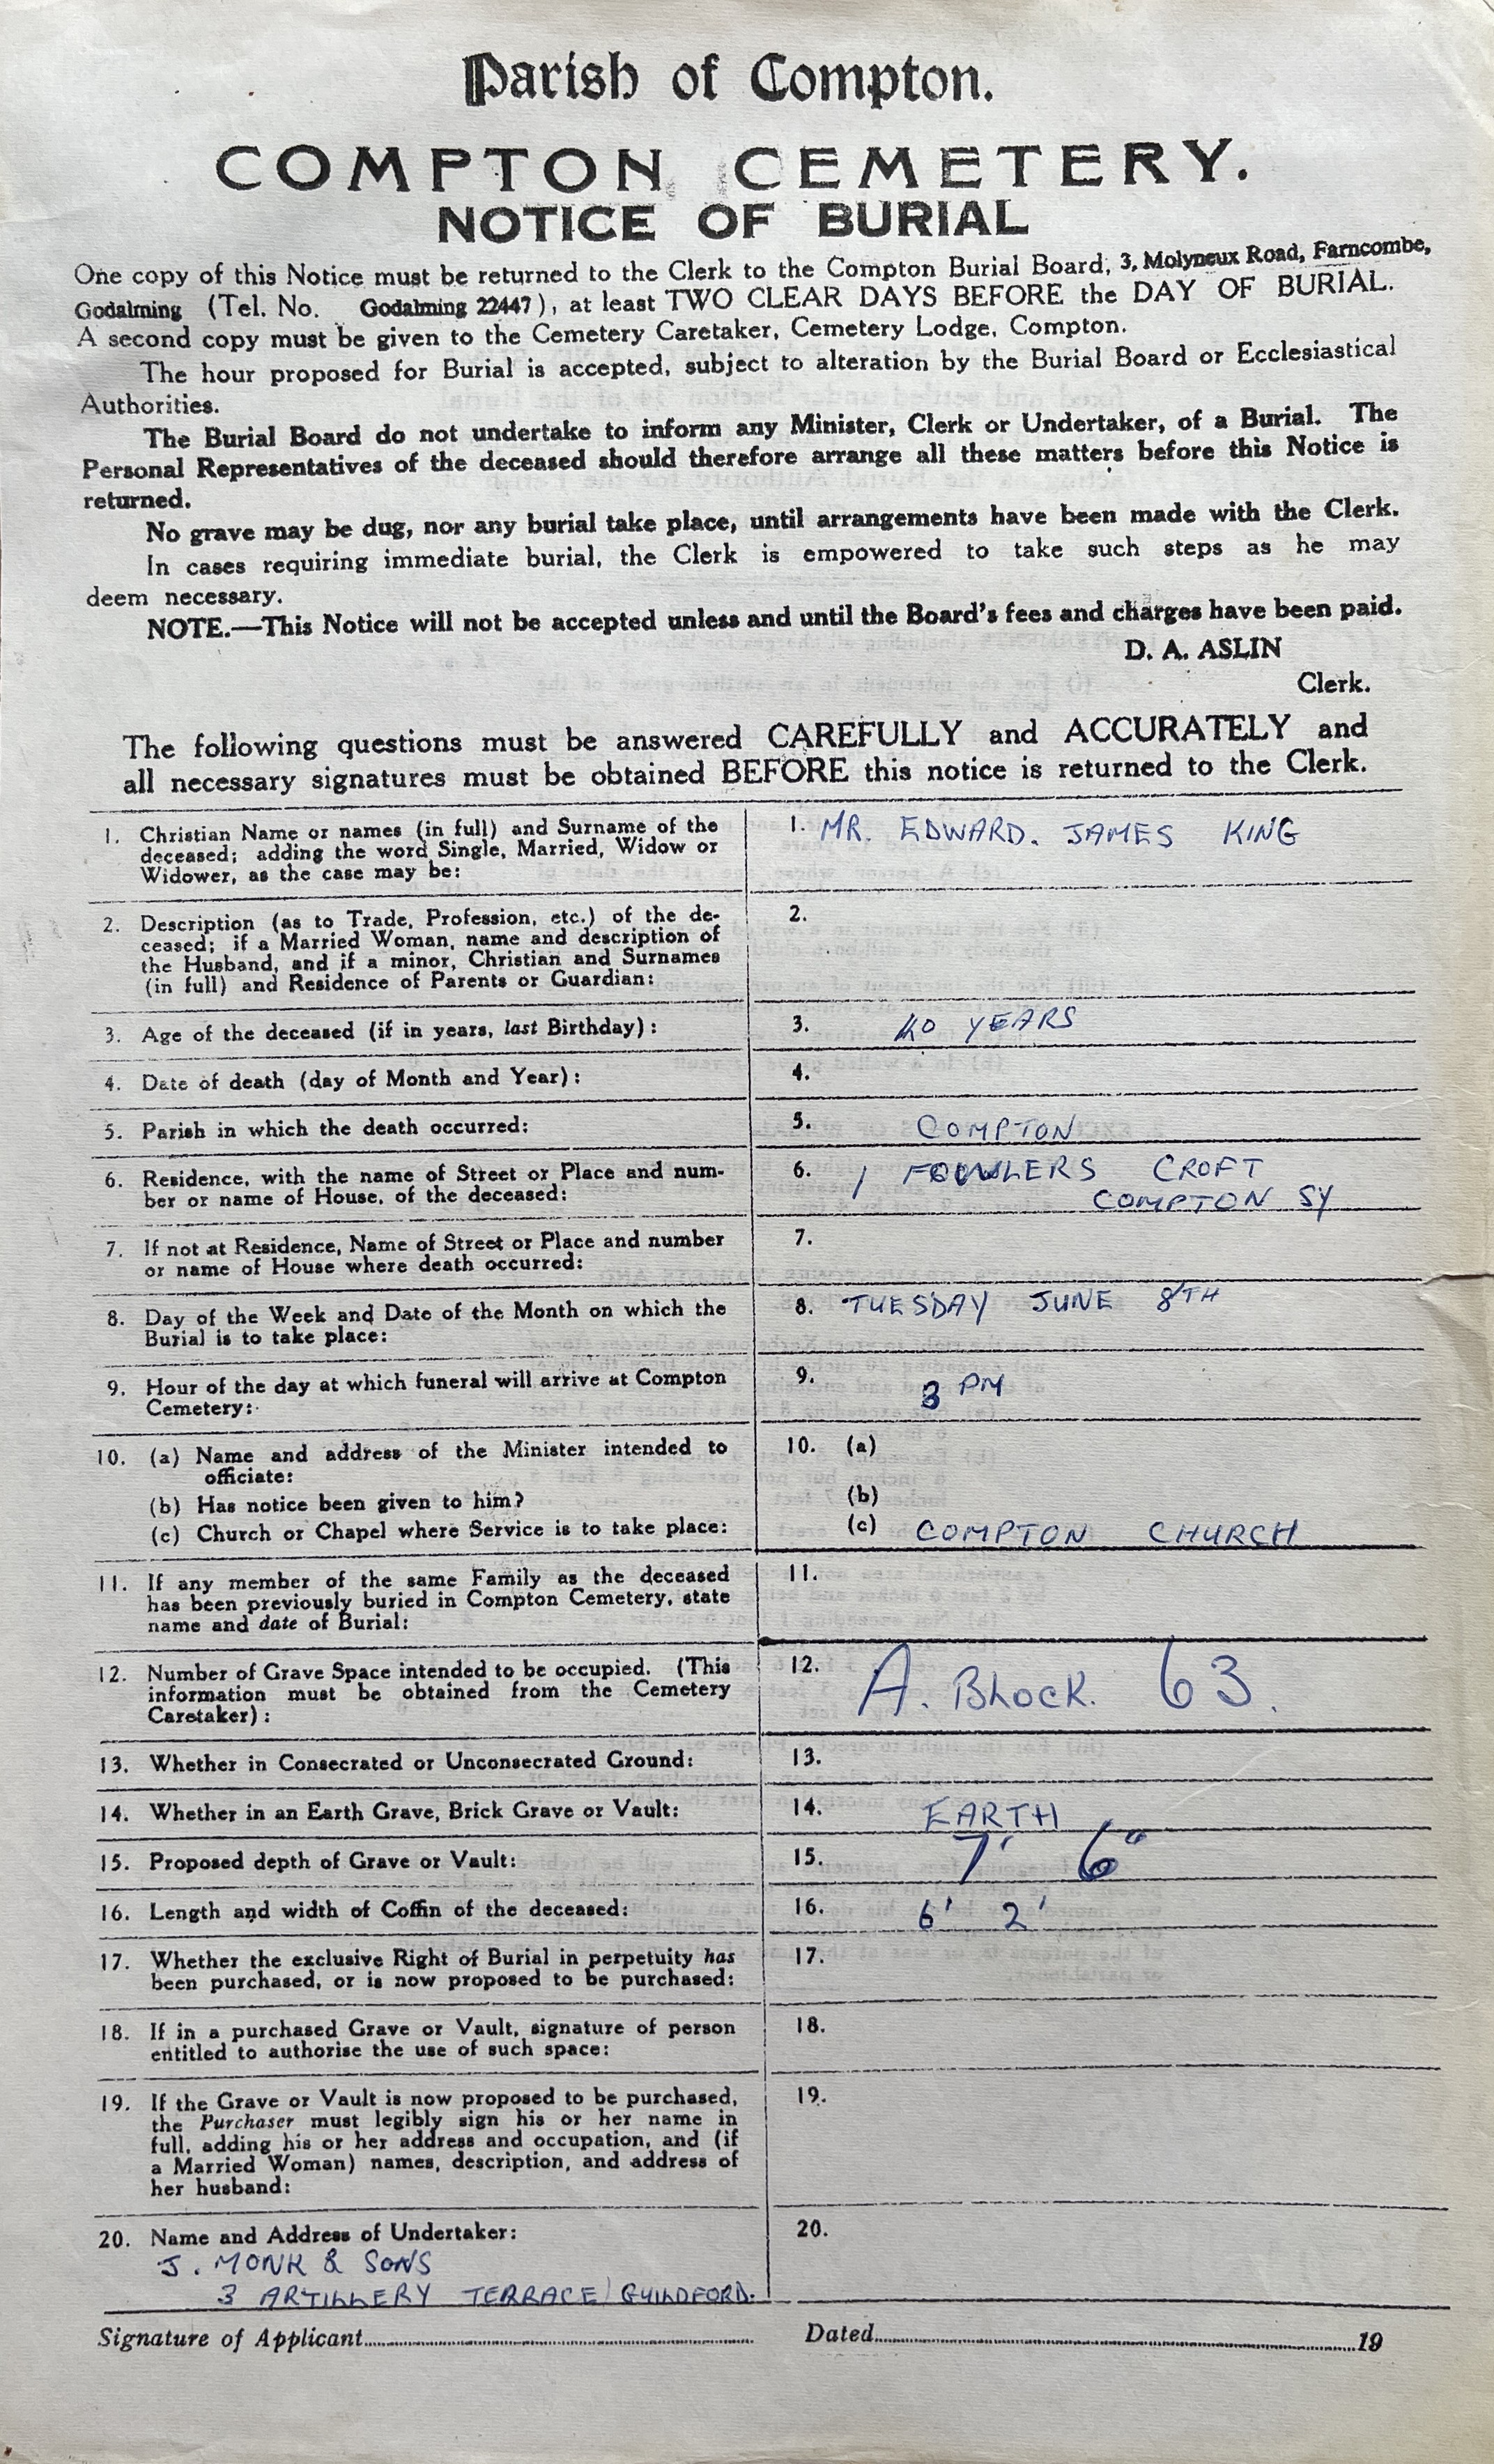 Parish of Compton.
COMPTON CEMETERY.
NOTICE OF BURIAL
One copy of this Notice must be returned to the Clerk to the Compton Burial Board, 3, Molyneux Road, Farncombe,
Godalming (Tel. No. Godalming 22447), at least TWO CLEAR DAYS BEFORE the DAY OF BURIAL.
A second copy must be given to the Cemetery Caretaker, Cemetery Lodge, Compton.
The hour proposed for Burial is accepted, subject to alteration by the Burial Board or Ecclesiastical
Authorities.
The Burial Board do not undertake to inform any Minister, Clerk or Undertaker, of a Burial. The
Personal Representatives of the deceased should therefore arrange all these matters before this Notice is
returned.
No grave may be dug, nor any burial take place, until arrangements have been made with the Clerk.
In cases requiring immediate burial, the Clerk is empowered to take such steps as he may
deem necessary.
NOTE.—This Notice will not be accepted unless and until the Board's fees and charges have been paid.
D. A. ASLIN
Clerk.
The following questions must be answered CAREFULLY and ACCURATELY and
all necessary signatures must be obtained BEFORE this notice is returned to the Clerk.
1. Christian Name or names (in full) and Surname of the
deceased; adding the word Single, Married, Widow or
Widower, as the case may be:
1. MR. EDWARD. JAMES KING
2. Description (as to Trade, Profession, etc.) of the de-
ceased; if a Married Woman, name and description of
the Husband, and if a minor, Christian and Surnames
(in full) and Residence of Parents or Guardian:
2.
3. Age of the deceased (if in years, last Birthday):
3. 40 YEARS
4. Date of death (day of Month and Year):
4.
5. Parish in which the death occurred:
5. COMPTON
6. Residence, with the name of Street or Place and num-
ber or name of House, of the deceased:
6. 1 FOWLERS CROFT
COMPTON SY
7. If not at Residence, Name of Street or Place and number
or name of House where death occurred:
7.
8. Day of the Week and Date of the Month on which the
Burial is to take place:
8. TUESDAY JUNE 8TH
9. Hour of the day at which funeral will arrive at Compton
Cemetery:
9. 3 PM
10. (a) Name and address of the Minister intended to
officiate:
(b) Has notice been given to him?
(c) Church or Chapel where Service is to take place:
10. (a)
(b)
(c) COMPTON CHURCH
11. If any member of the same Family as the deceased
has been previously buried in Compton Cemetery, state
name and date of Burial:
11.
12. Number of Grave Space intended to be occupied. (This
information must be obtained from the Cemetery
Caretaker):
12. A. BLOCK. 63.
13. Whether in Consecrated or Unconsecrated Ground:
13.
14. Whether in an Earth Grave, Brick Grave or Vault:
14. EARTH
15. Proposed depth of Grave or Vault:
15. 7' 6"
16. Length and width of Coffin of the deceased:
16. 6' 2'
17. Whether the exclusive Right of Burial in perpetuity has
been purchased, or is now proposed to be purchased:
17.
18. If in a purchased Grave or Vault, signature of person
entitled to authorise the use of such space:
18.
19. If the Grave or Vault is now proposed to be purchased,
the Purchaser must legibly sign his or her name in
full, adding his or her address and occupation, and (if
a Married Woman) names, description, and address of
her husband:
19.
20. Name and Address of Undertaker:
20.
J. MONK & SONS
3 ARTILLERY TERRACE GUILDFORD.
Signature of Applicant
Dated 19